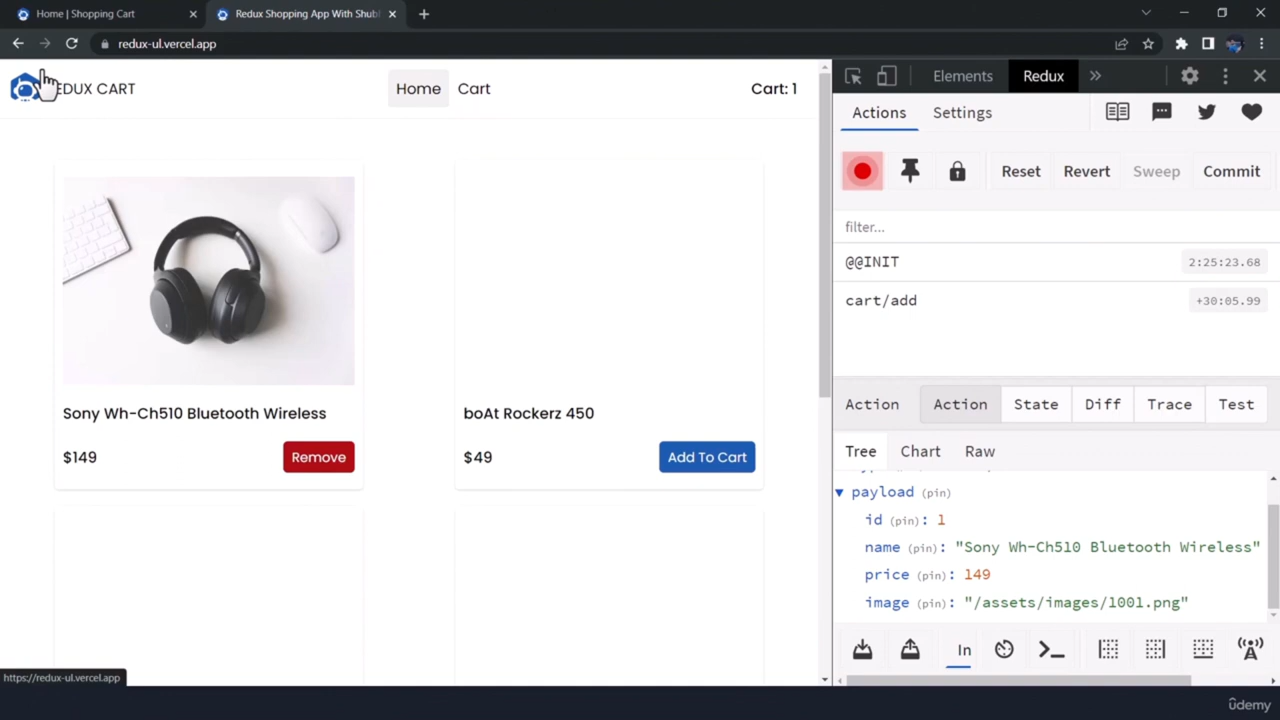 Home | Shopping Cart
Redux Shopping App With Shubh
redux-ul.vercel.app
REDUX CART
Home
Cart
Cart: 1
Sony Wh-Ch510 Bluetooth Wireless
$149
Remove
boAt Rockerz 450
$49
Add To Cart
https://redux-ul.vercel.app
Elements
Redux
Actions
Settings
Reset
Revert
Sweep
Commit
filter...
@@INIT
2:25:23.68
cart/add
+30:05.99
Action
Action
State
Diff
Trace
Test
Tree
Chart
Raw
payload (pin)
id (pin): 1
name (pin): "Sony Wh-Ch510 Bluetooth Wireless"
price (pin): 149
image (pin): "/assets/images/1001.png"
In
ûdemy